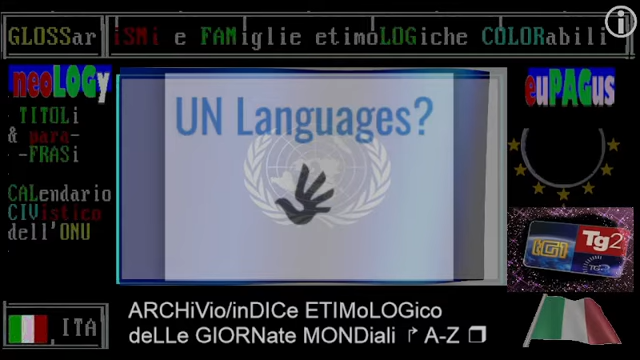 GLOSSar iSMi e FAMiglie etimoLOGiche COLORabili
i
neoLOGy
euPAGus
TITOLi
& para-
-FRASi
UN Languages?
CALendario
CIVistico
dell'ONU
tG1 Tg2
ITA
ARCHiVio/inDICe ETIMoLOGico
deLLe GIORNate MONDiali ↱ A-Z ❐